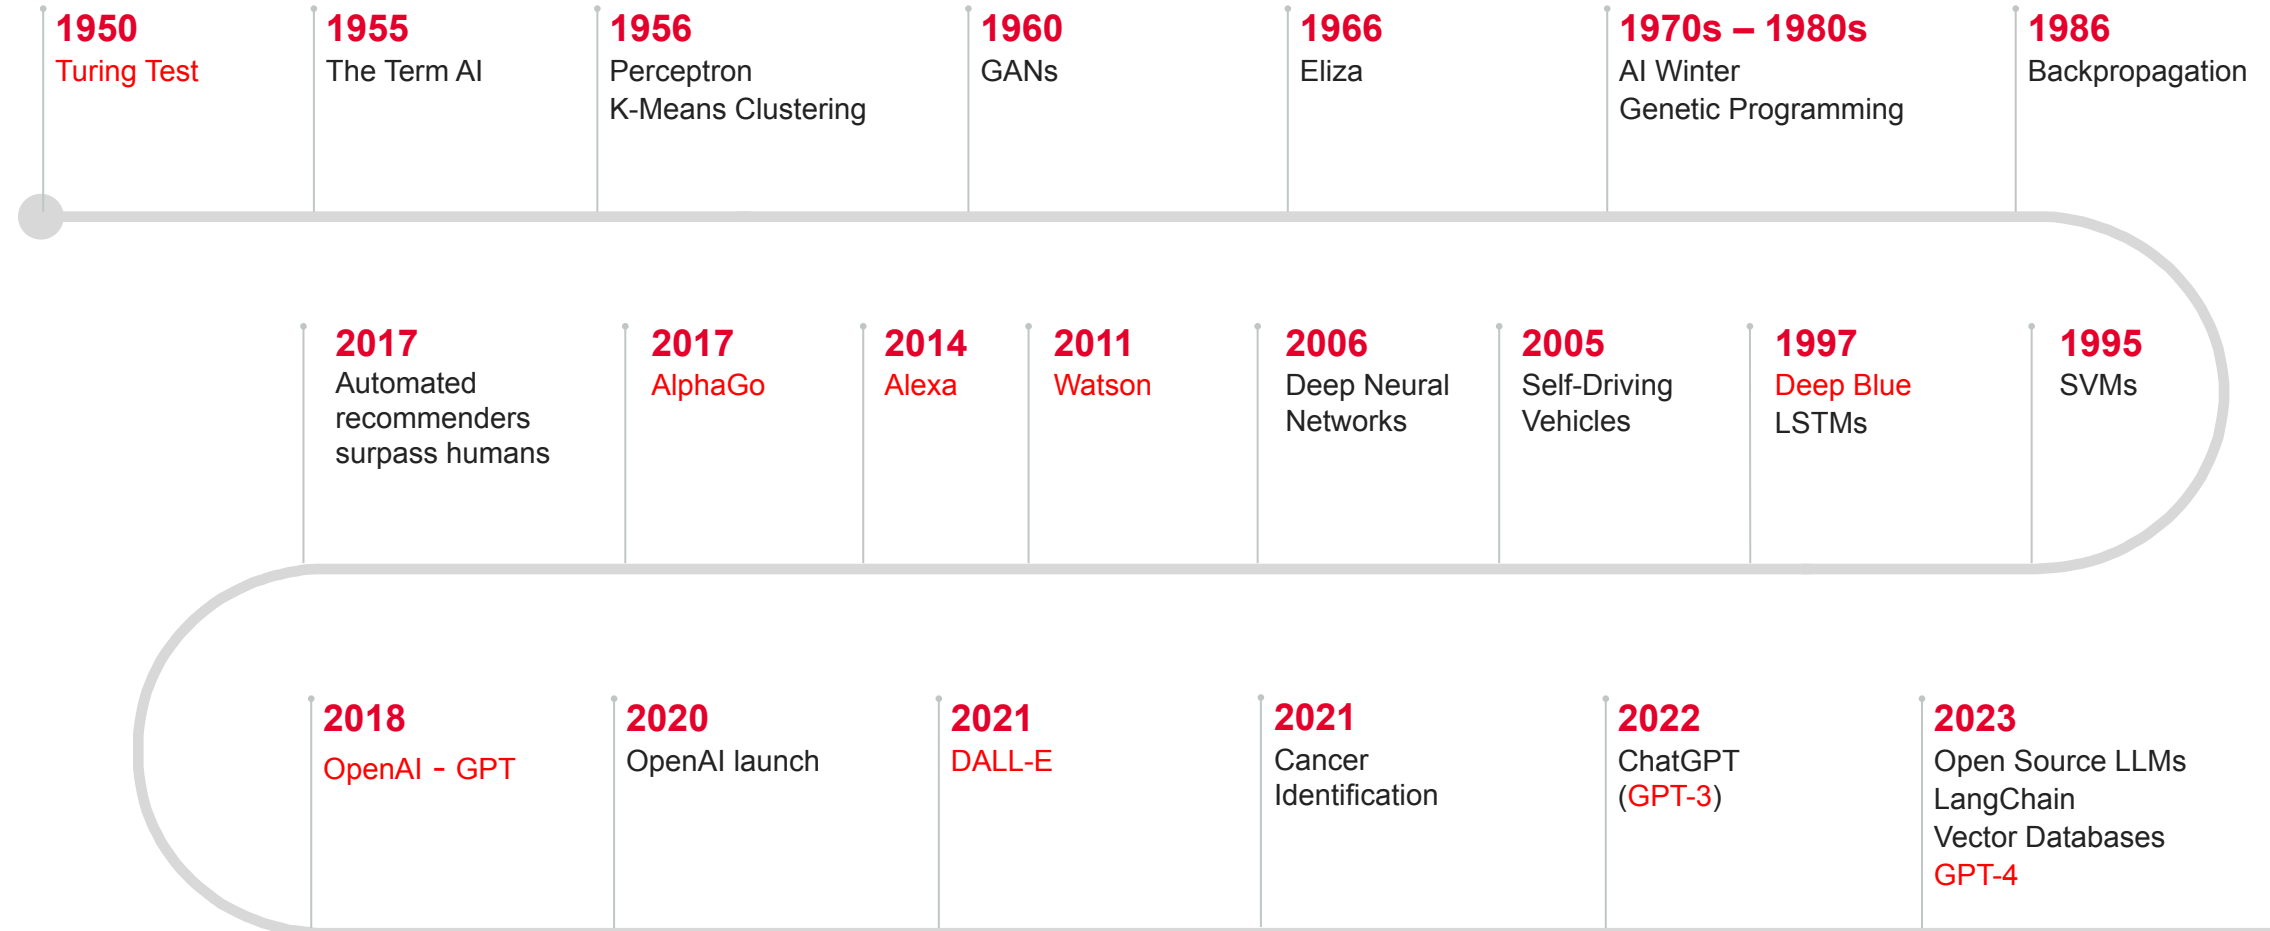 1950
Turing Test
1955
The Term AI
1956
Perceptron
K-Means Clustering
1960
GANs
1966
Eliza
1970s – 1980s
AI Winter
Genetic Programming
1986
Backpropagation
1995
SVMs
1997
Deep Blue
LSTMs
2005
Self-Driving
Vehicles
2006
Deep Neural
Networks
2011
Watson
2014
Alexa
2017
AlphaGo
2017
Automated
recommenders
surpass humans
2018
OpenAI - GPT
2020
OpenAI launch
2021
DALL-E
2021
Cancer
Identification
2022
ChatGPT
(GPT-3)
2023
Open Source LLMs
LangChain
Vector Databases
GPT-4